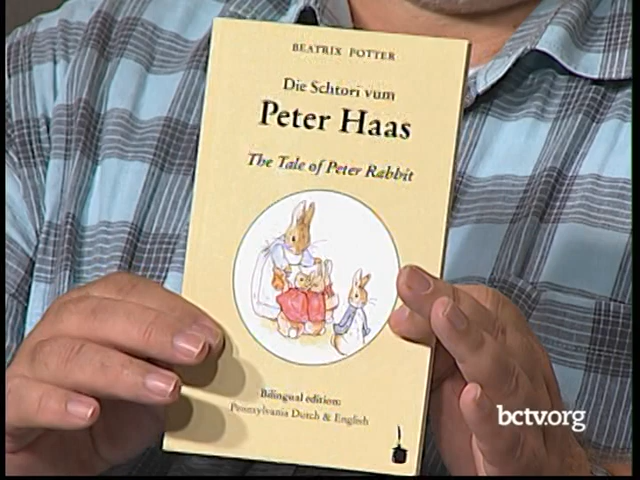 BEATRIX POTTER
Die Schtori vum
Peter Haas
The Tale of Peter Rabbit
Bilingual edition:
Pennsylvania Dutch & English
bctv.org